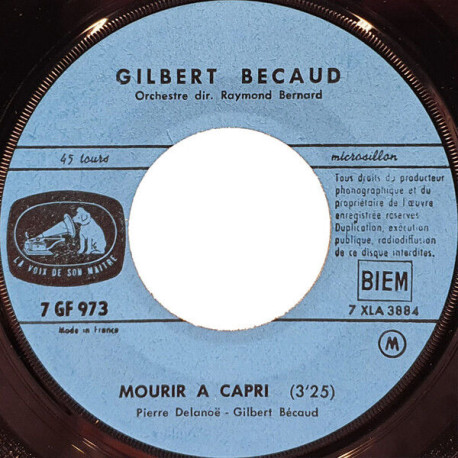 GILBERT BECAUD
Orchestre dir. Raymond Bernard
45 tours
microsillon
Tous droits du producteur
phonographique et du
propriétaire de l'œuvre
enregistrée réservés
Duplication, exécution
publique, radiodiffusion
de ce disque interdites.
LA VOIX DE SON MAITRE
BIEM
7 GF 973
7 XLA 3884
Made in France
M
MOURIR A CAPRI (3'25)
Pierre Delanoë - Gilbert Bécaud